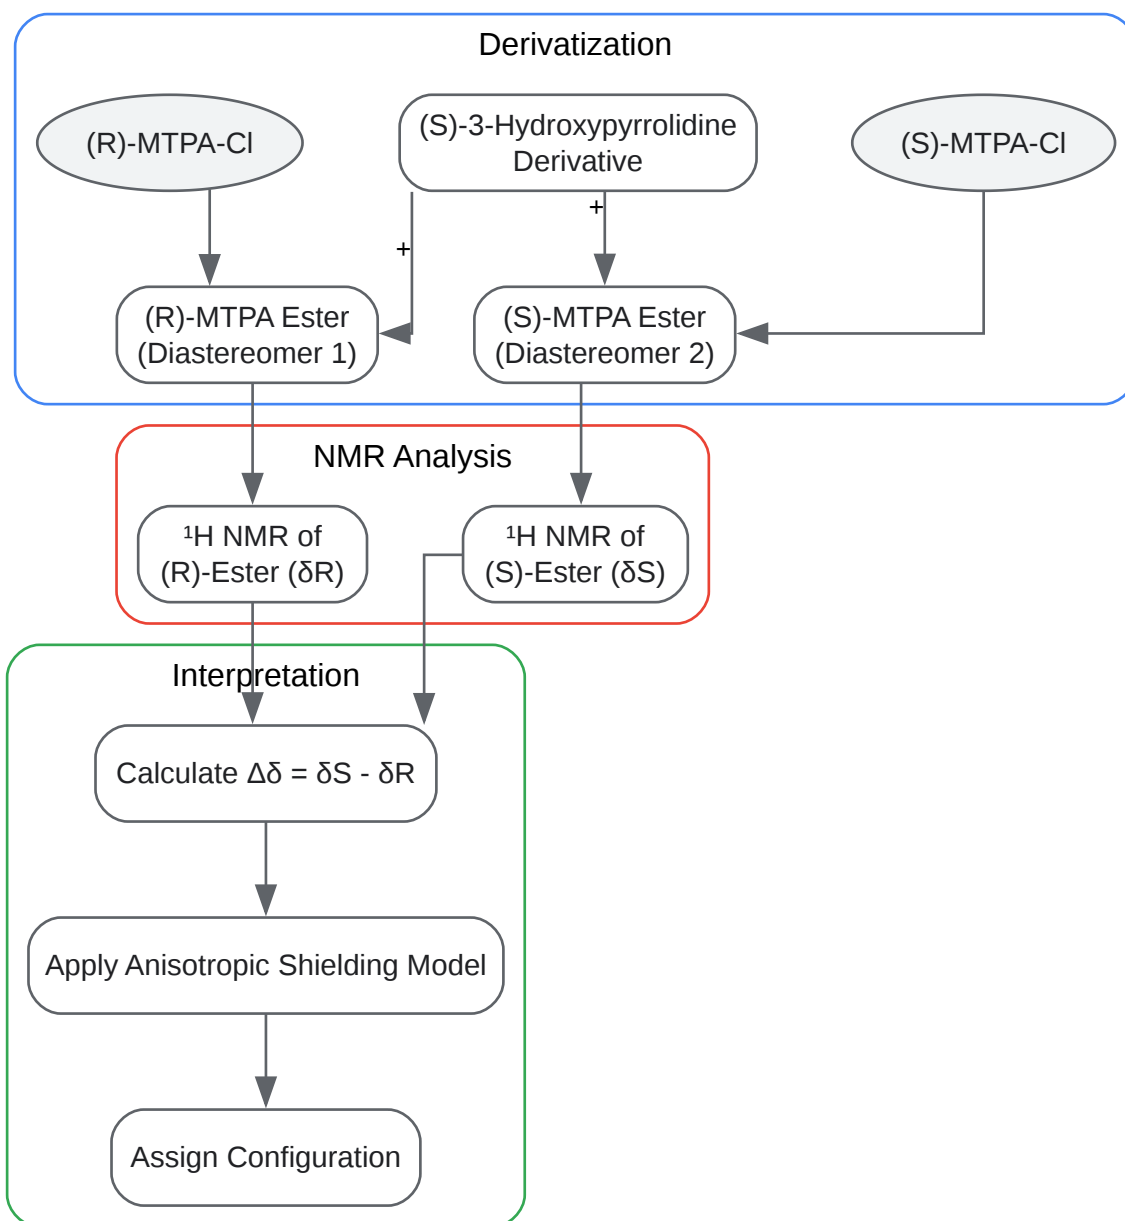 Derivatization
(R)-MTPA-Cl
(S)-3-Hydroxypyrrolidine
Derivative
(S)-MTPA-Cl
+
+
(R)-MTPA Ester
(Diastereomer 1)
(S)-MTPA Ester
(Diastereomer 2)
NMR Analysis
¹H NMR of
(R)-Ester (δR)
¹H NMR of
(S)-Ester (δS)
Interpretation
Calculate Δδ = δS - δR
Apply Anisotropic Shielding Model
Assign Configuration